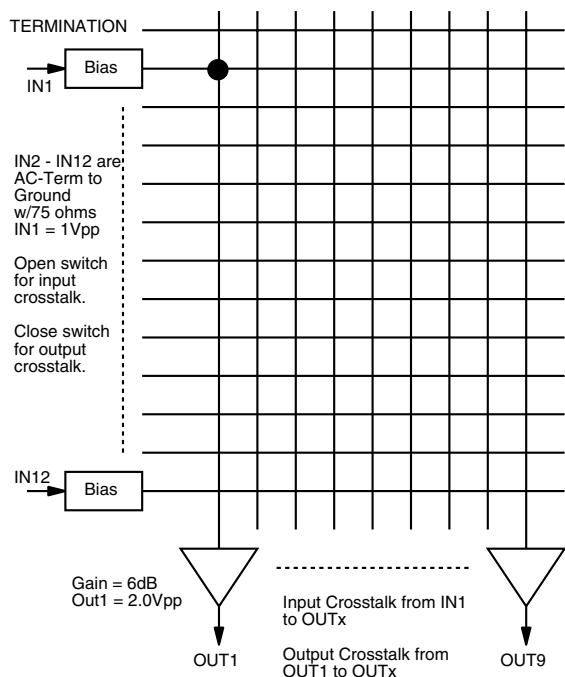 TERMINATION
Bias
IN1
IN2 - IN12 are
AC-Term to
Ground
w/75 ohms
IN1 = 1Vpp
Open switch
for input
crosstalk.
Close switch
for output
crosstalk.
IN12
Bias
Gain = 6dB
Out1 = 2.0Vpp
Input Crosstalk from IN1
to OUTx
OUT1
Output Crosstalk from
OUT1 to OUTx
OUT9